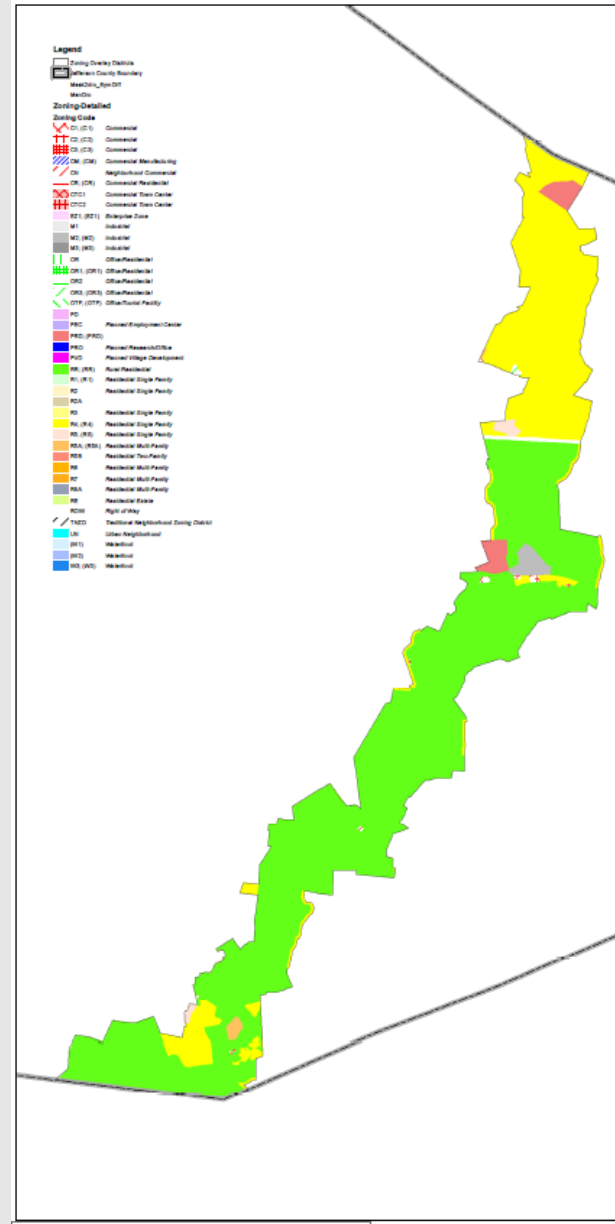 Legend
Zoning Overlay Districts
Jefferson County Boundary
Zoning-Detailed
Zoning Code
C1, (C1) Commercial
C2, (C2) Commercial
C3, (C3) Commercial
CM, (CM) Commercial Manufacturing
CN Neighborhood Commercial
CR, (CR) Commercial Residential
CTC1 Commercial Town Center
CTC2 Commercial Town Center
EZ1, (EZ1) Enterprise Zone
M1 Industrial
M2, (M2) Industrial
M3, (M3) Industrial
OR Office/Residential
OR1, (OR1) Office/Residential
OR2 Office/Residential
OR3, (OR3) Office/Residential
OTF, (OTF) Office/Tourist Facility
PD
PEC Planned Employment Center
PRD, (PRD)
PRO Planned Research/Office
PVD Planned Village Development
RR, (RR) Rural Residential
R1, (R1) Residential Single Family
R2 Residential Single Family
R2A
R3 Residential Single Family
R4, (R4) Residential Single Family
R5, (R5) Residential Single Family
R5A, (R5A) Residential Multi-Family
R5B Residential Two-Family
R6 Residential Multi-Family
R7 Residential Multi-Family
R8A Residential Multi-Family
RE Residential Estate
ROW Right of Way
TNZD Traditional Neighborhood Zoning District
UN Urban Neighborhood
(W1) Waterfront
(W2) Waterfront
W3, (W3) Waterfront